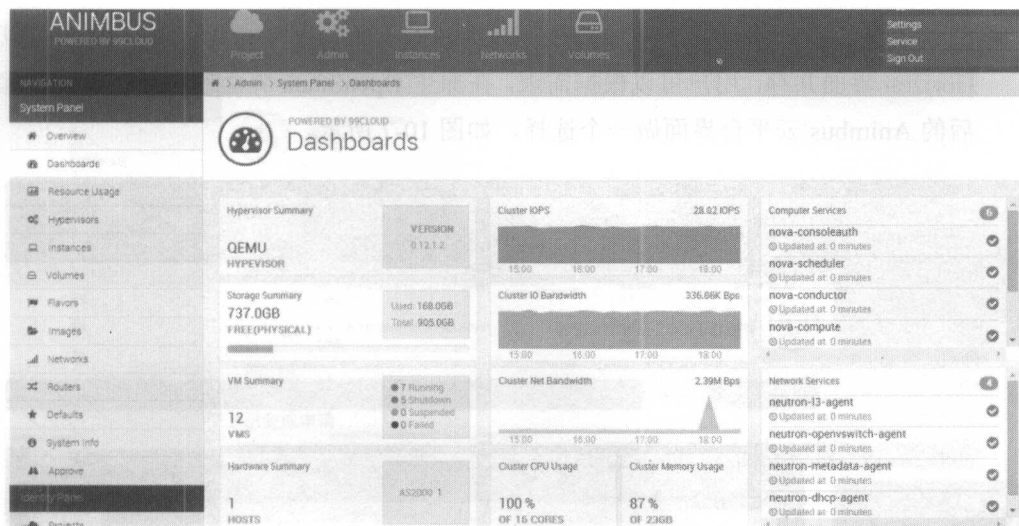 ANIMBUS
POWERED BY 99CLOUD
Project
Admin
Instances
Networks
Volumes
Settings
Service
Sign Out
NAVIGATION
System Panel
Overview
Dashboards
Resource Usage
Hypervisors
Instances
Volumes
Flavors
Images
Networks
Routers
Defaults
System Info
Approve
Identity Panel
Projects
> Admin > System Panel > Dashboards
POWERED BY 99CLOUD
Dashboards
Hypervisor Summary
QEMU
HYPEVISOR
VERSION
0.12.1.2
Storage Summary
737.0GB
FREE(PHYSICAL)
Used: 168.0GB
Total: 905.0GB
VM Summary
12
VMS
7 Running
5 Shutdown
0 Suspended
0 Failed
Hardware Summary
1
HOSTS
AS2000 1
Cluster IOPS 28.02 IOPS
15:00 16:00 17:00 18:00
Cluster IO Bandwidth 336.86K Bps
15:00 16:00 17:00 18:00
Cluster Net Bandwidth 2.39M Bps
15:00 16:00 17:00 18:00
Cluster CPU Usage
100 %
OF 16 CORES
Cluster Memory Usage
87 %
OF 23GB
Computer Services 6
nova-consoleauth
Updated at: 0 minutes
nova-scheduler
Updated at: 0 minutes
nova-conductor
Updated at: 0 minutes
nova-compute
Updated at: 0 minutes
Network Services 4
neutron-l3-agent
Updated at: 0 minutes
neutron-openvswitch-agent
Updated at: 0 minutes
neutron-metadata-agent
Updated at: 0 minutes
neutron-dhcp-agent
Updated at: 0 minutes